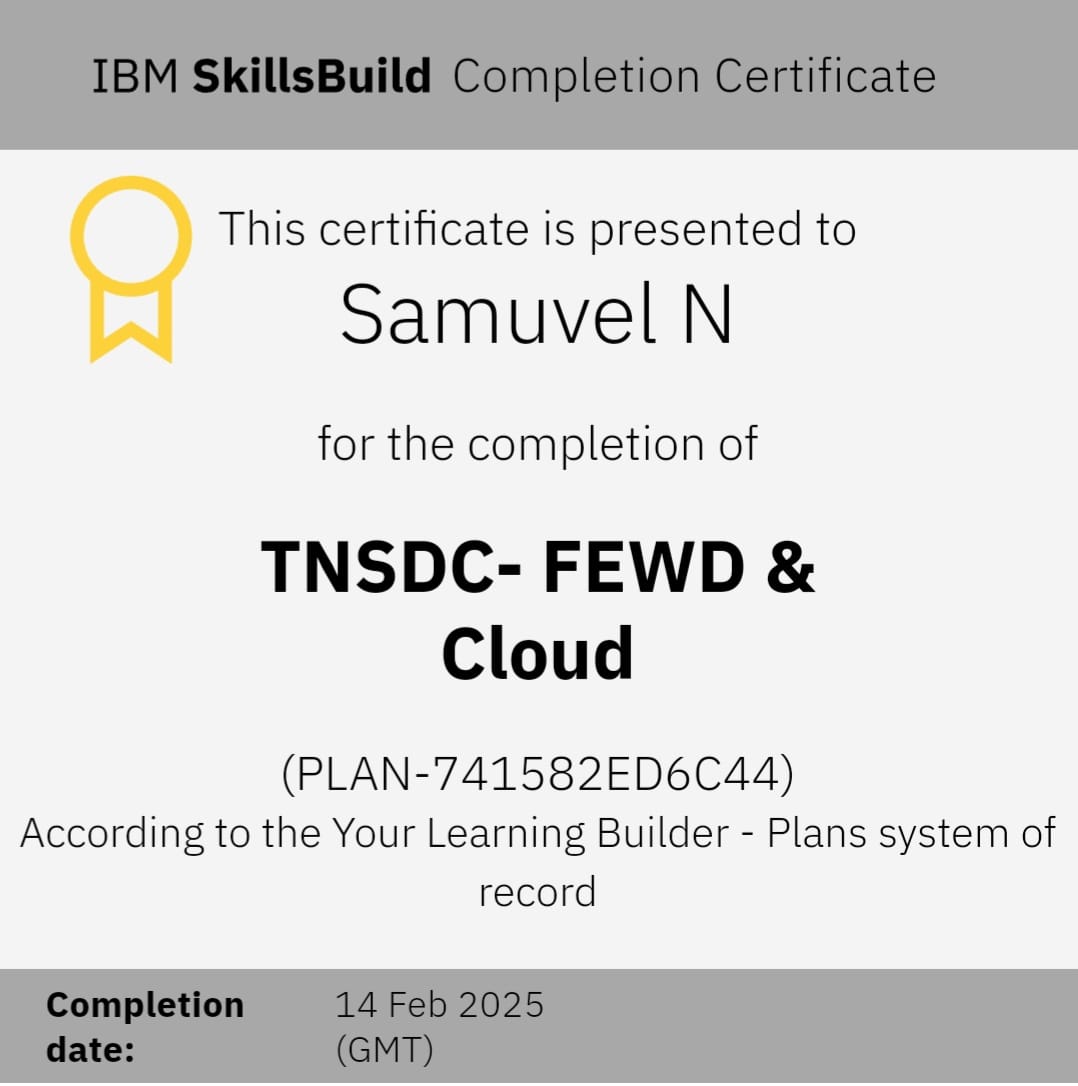 IBM SkillsBuild Completion Certificate
This certificate is presented to
Samuvel N
for the completion of
TNSDC- FEWD &
Cloud
(PLAN-741582ED6C44)
According to the Your Learning Builder - Plans system of
record
Completion date:
14 Feb 2025 (GMT)